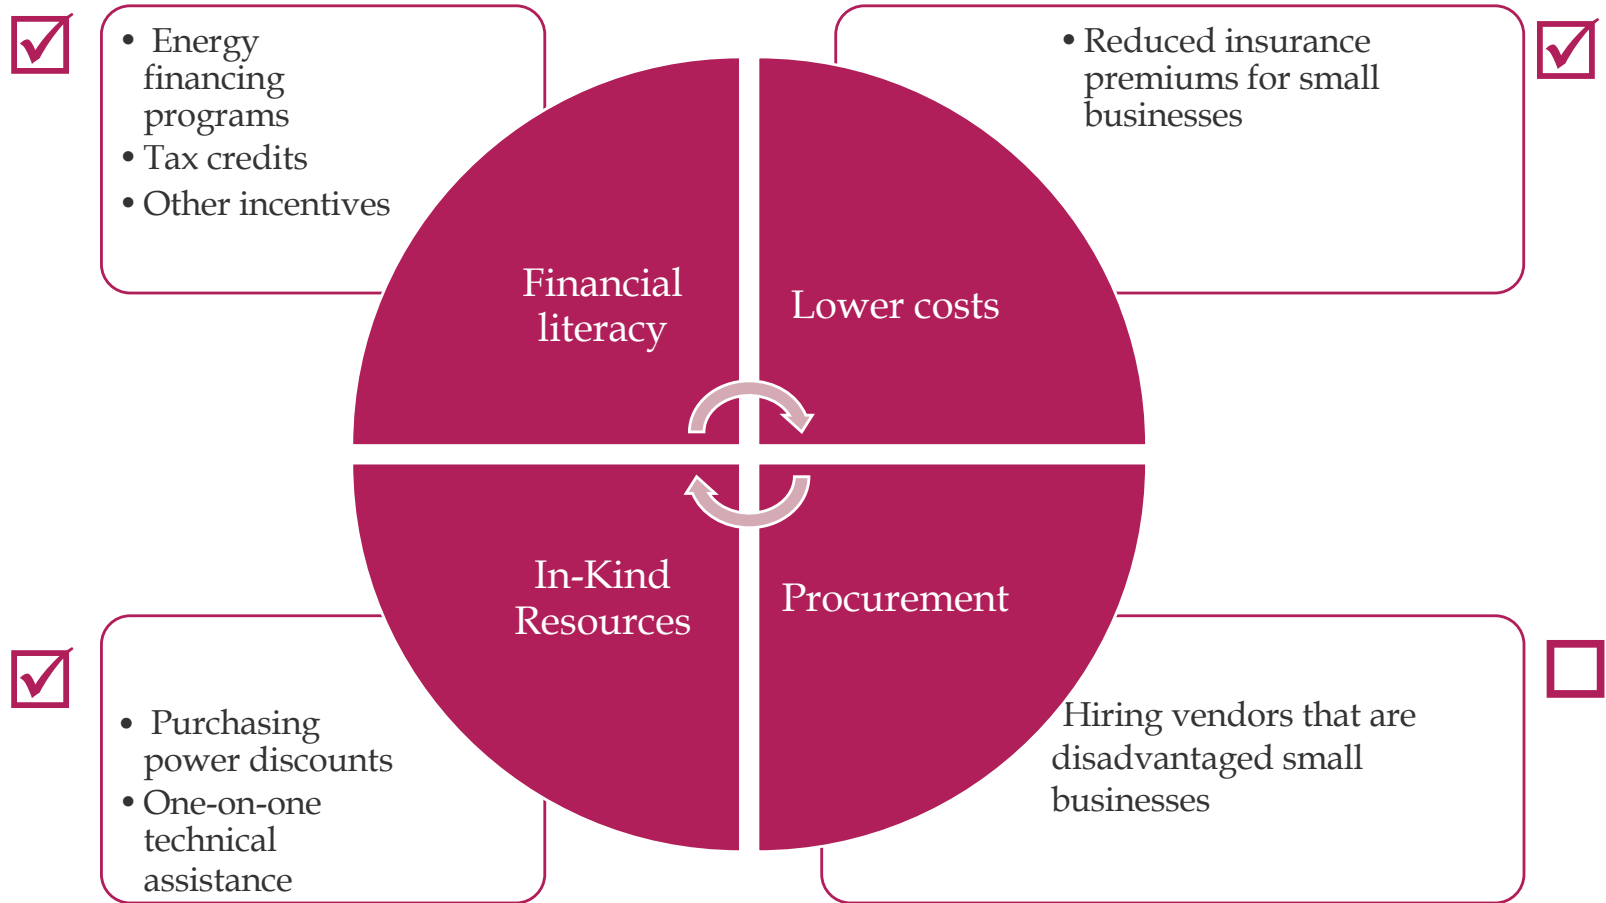 • Energy
financing
programs
• Tax credits
• Other incentives
• Reduced insurance
premiums for small
businesses
Financial
literacy
Lower costs
In-Kind
Resources
Procurement
• Purchasing
power discounts
• One-on-one
technical
assistance
Hiring vendors that are
disadvantaged small
businesses